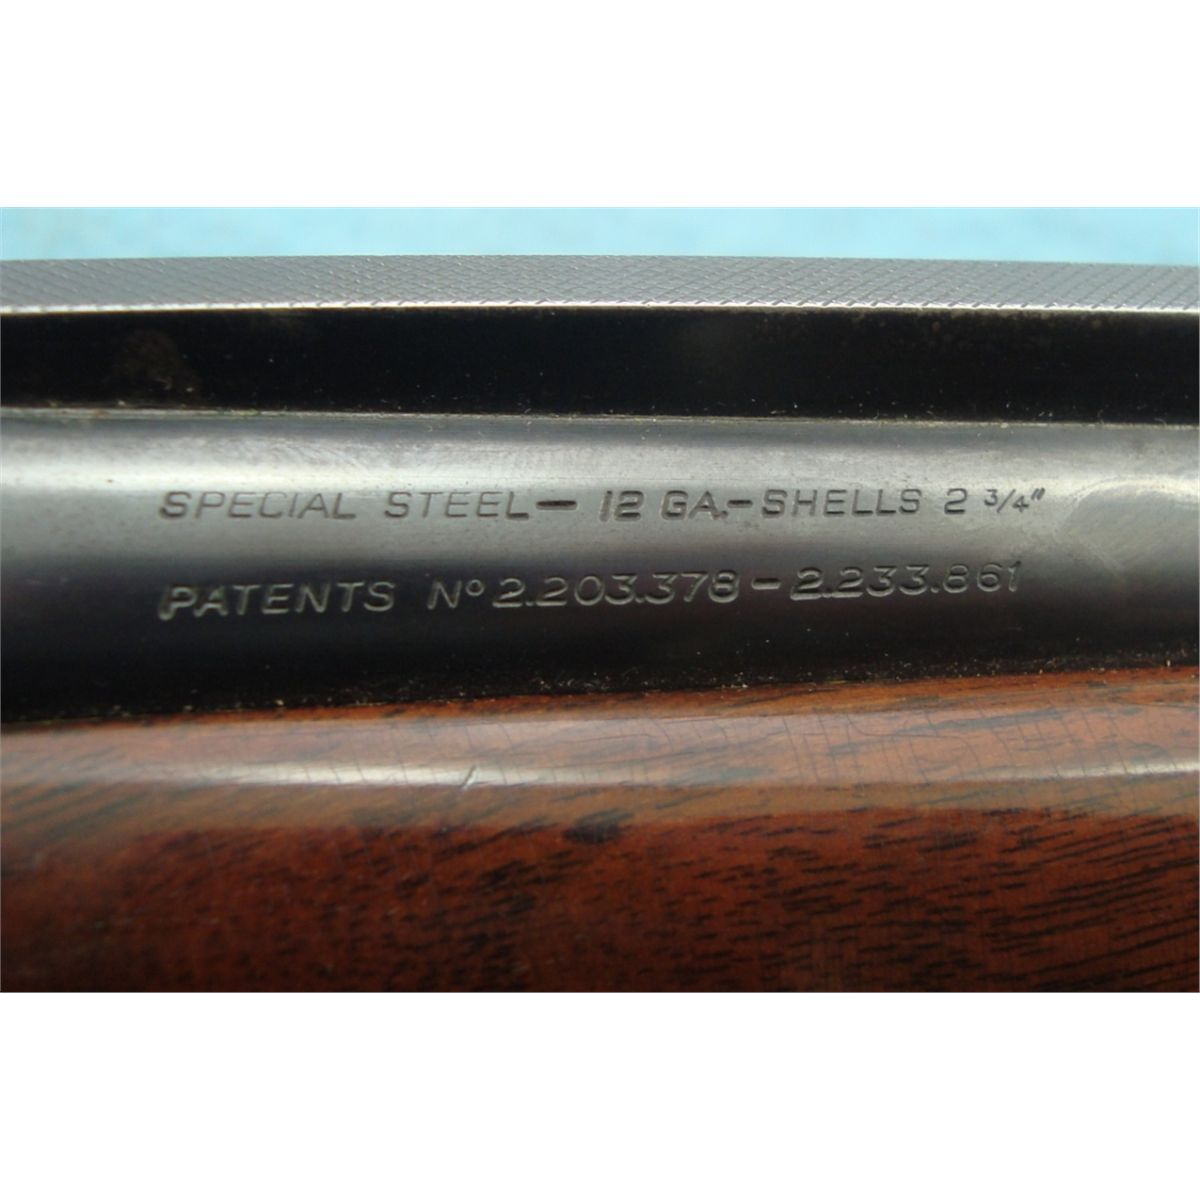 SPECIAL STEEL — 12 GA.-SHELLS 2 3/4"
PATENTS Nº 2.203.378 — 2.233.861